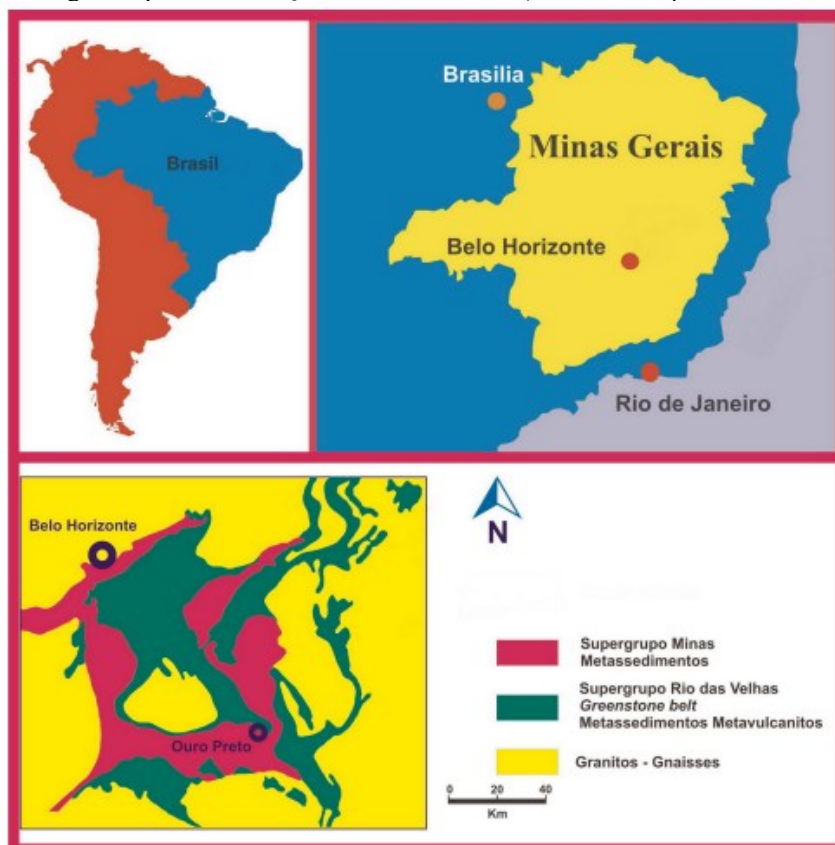 Brasil
Brasilia
Minas Gerais
Belo Horizonte
Rio de Janeiro
Belo Horizonte
Ouro Preto
N
Supergrupo Minas
Metassedimentos
Supergrupo Rio das Velhas
Greenstone belt
Metassedimentos Metavulcanitos
Granitos - Gnaisses
0 20 40
Km